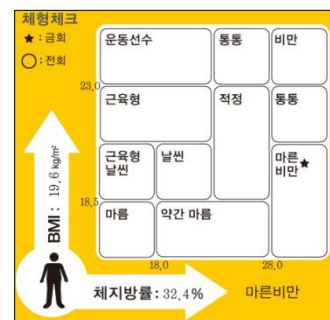 체형체크
★ : 금회
○ : 전회
운동선수
통통
비만
23.0
근육형
적정
통통
근육형
날씬
날씬
마른
비만★
18.5
마름
약간 마름
BMI : 19.6 kg/m²
18.0
28.0
체지방률 : 32.4%
마른비만